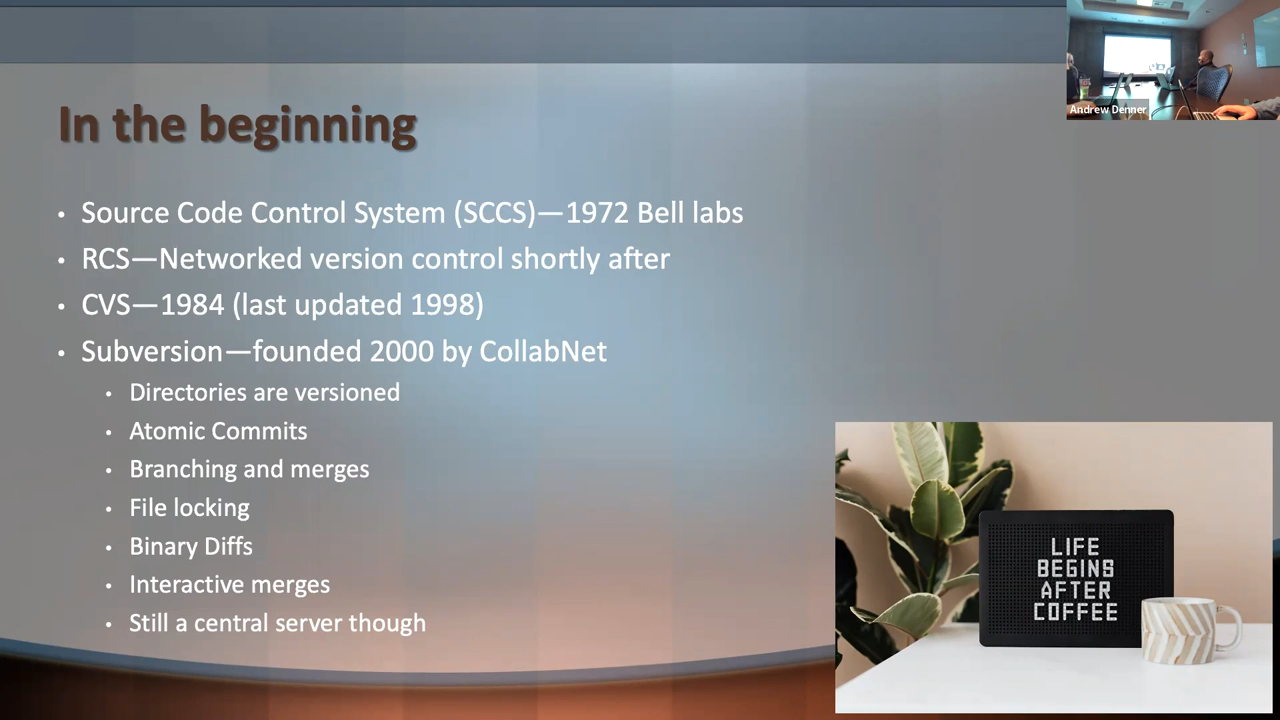 In the beginning
• Source Code Control System (SCCS)—1972 Bell labs
• RCS—Networked version control shortly after
• CVS—1984 (last updated 1998)
• Subversion—founded 2000 by CollabNet
• Directories are versioned
• Atomic Commits
• Branching and merges
• File locking
• Binary Diffs
• Interactive merges
• Still a central server though
Andrew Denner
LIFE
BEGINS
AFTER
COFFEE